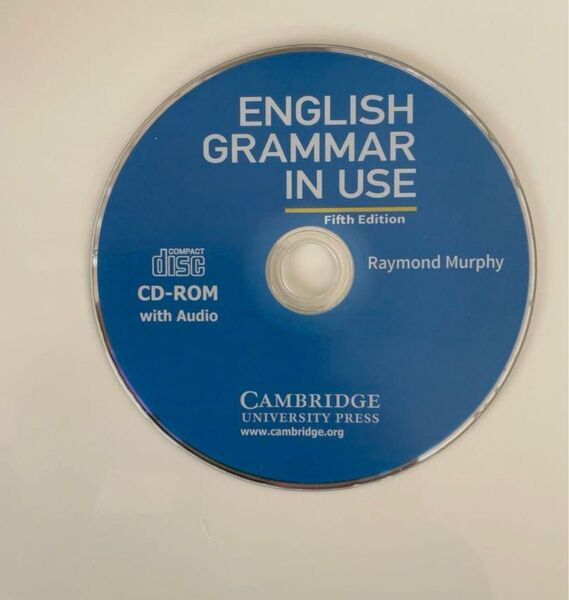 ENGLISH
GRAMMAR
IN USE
Fifth Edition
COMPACT
disc
CD-ROM
with Audio
Raymond Murphy
CAMBRIDGE
UNIVERSITY PRESS
www.cambridge.org